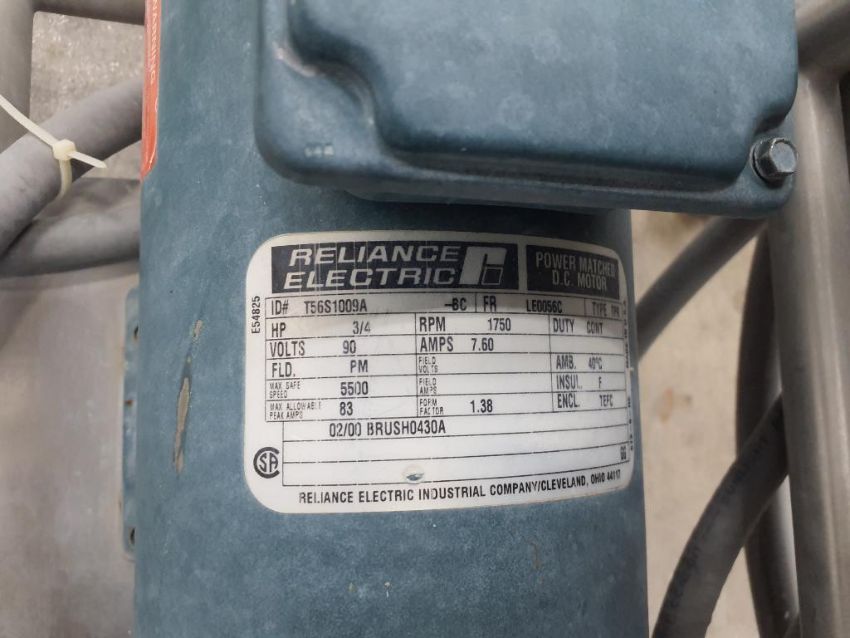 WARNING
RELIANCE
ELECTRIC
POWER MATCHED
D.C. MOTOR
E54825
ID# T56S1009A -BC FR LE0056C TYPE TPR
HP 3/4 RPM 1750 DUTY CONT
VOLTS 90 AMPS 7.60
FLD. PM FIELD VOLTS AMB. 40°C
MAX SAFE SPEED 5500 FIELD AMPS INSUL. F
MAX ALLOWABLE PEAK AMPS 83 FORM FACTOR 1.38 ENCL. TEFC
02/00 BRUSH0430A
GG
RELIANCE ELECTRIC INDUSTRIAL COMPANY/CLEVELAND, OHIO 44117